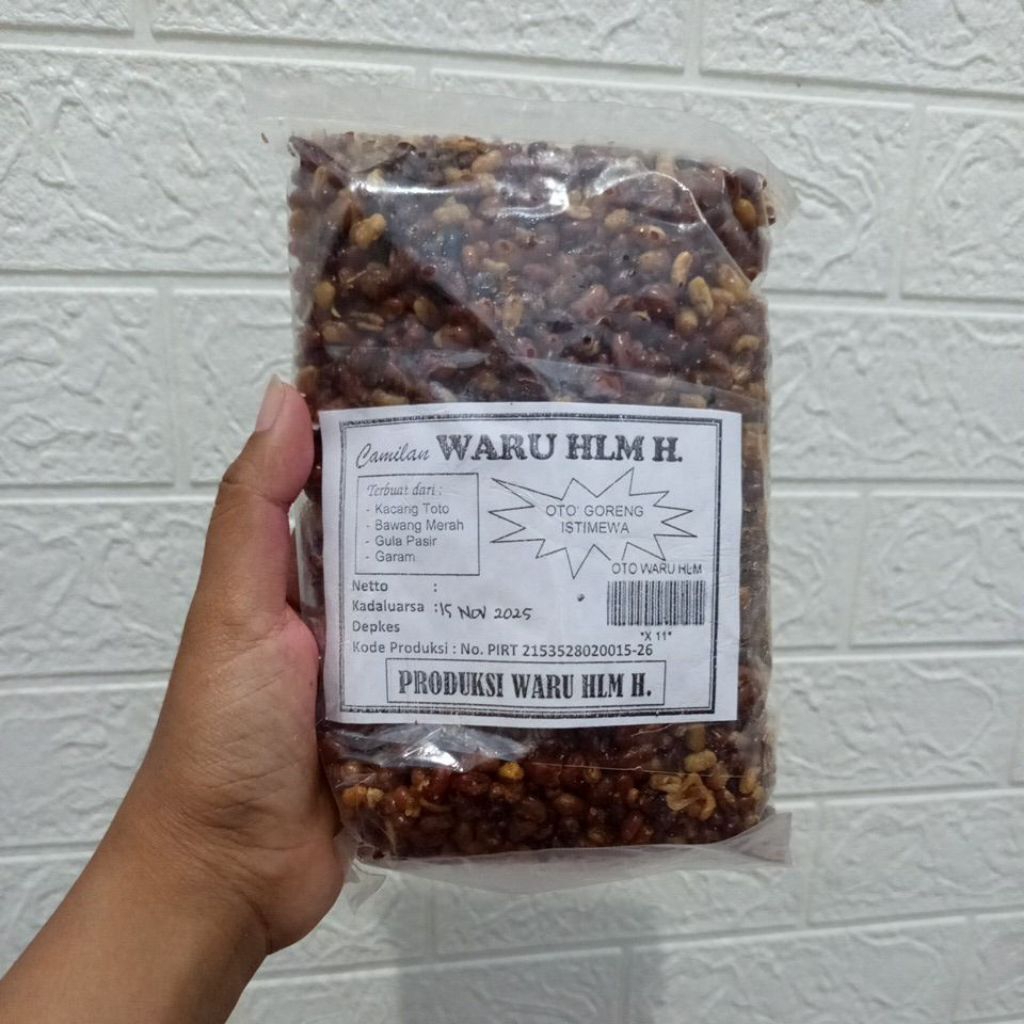 Camilan WARU HLM H.
Terbuat dari :
- Kacang Toto
- Bawang Merah
- Gula Pasir
- Garam
OTO' GORENG
ISTIMEWA
OTO WARU HLM
*X 11*
Netto :
Kadaluarsa : 15 NOV 2025
Depkes
Kode Produksi : No. PIRT 2153528020015-26
PRODUKSI WARU HLM H.